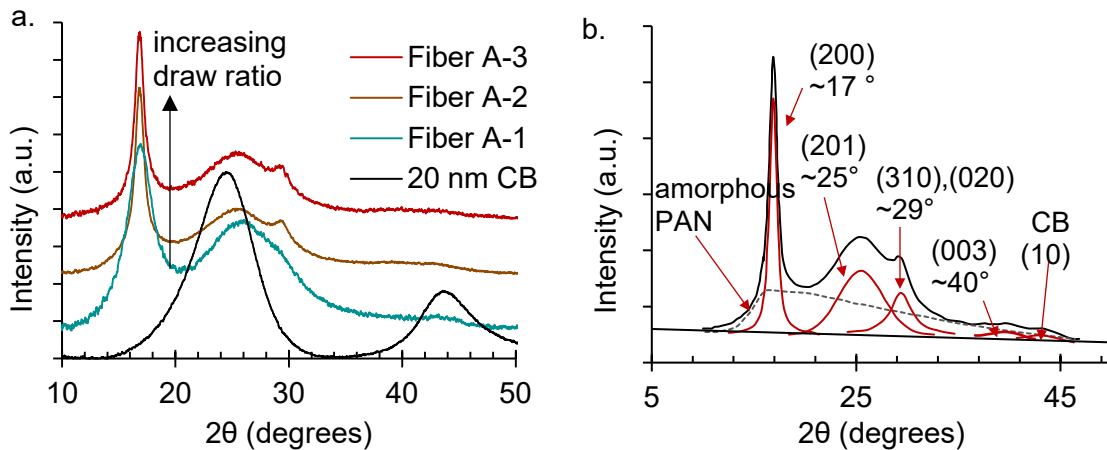 a.
increasing
draw ratio
Fiber A-3
Fiber A-2
Fiber A-1
20 nm CB
Intensity (a.u.)
10
20
30
40
50
2θ (degrees)
b.
(200)
~17 °
(201)
~25°
(310),(020)
~29°
amorphous
PAN
(003)
~40°
CB
(10)
Intensity (a.u.)
5
25
45
2θ (degrees)